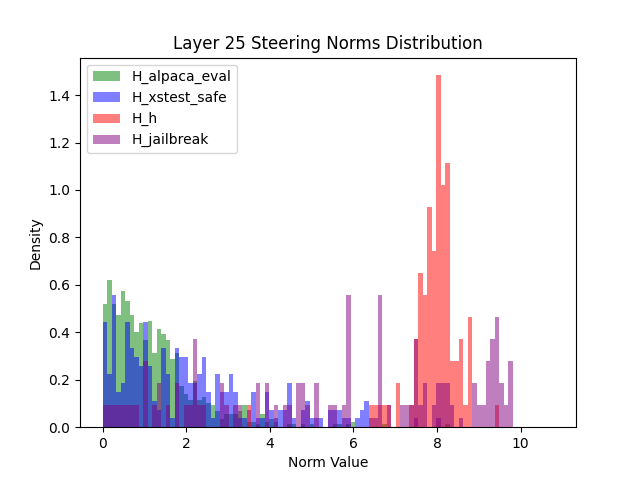 Layer 25 Steering Norms Distribution
H_alpaca_eval
H_xstest_safe
H_h
H_jailbreak
Density
1.4
1.2
1.0
0.8
0.6
0.4
0.2
0.0
0 2 4 6 8 10
Norm Value